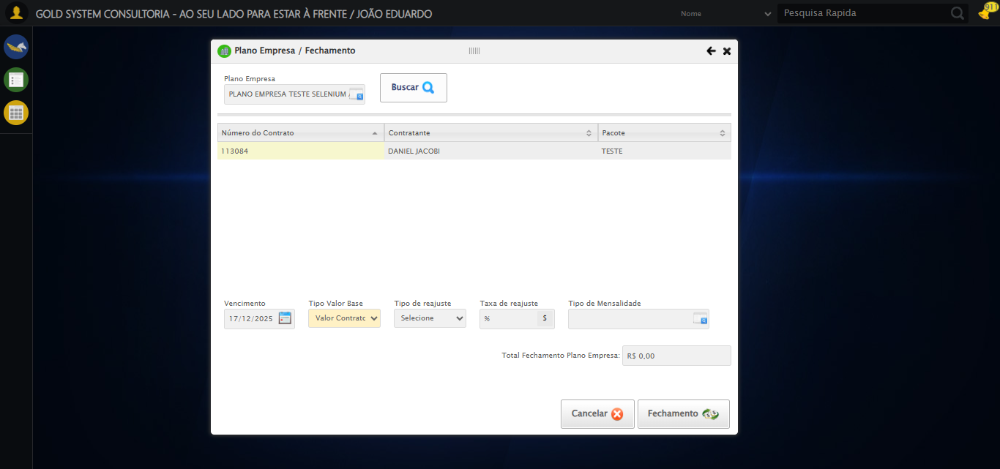 GOLD SYSTEM CONSULTORIA - AO SEU LADO PARA ESTAR À FRENTE / JOÃO EDUARDO
Nome
Pesquisa Rapida
911
Plano Empresa / Fechamento
Plano Empresa
PLANO EMPRESA TESTE SELENIUM
Buscar
Número do Contrato Contratante Pacote
113084 DANIEL JACOBI TESTE
Vencimento Tipo Valor Base Tipo de reajuste Taxa de reajuste Tipo de Mensalidade
17/12/2025 Valor Contrato Selecione % $
Total Fechamento Plano Empresa: R$ 0,00
Cancelar Fechamento